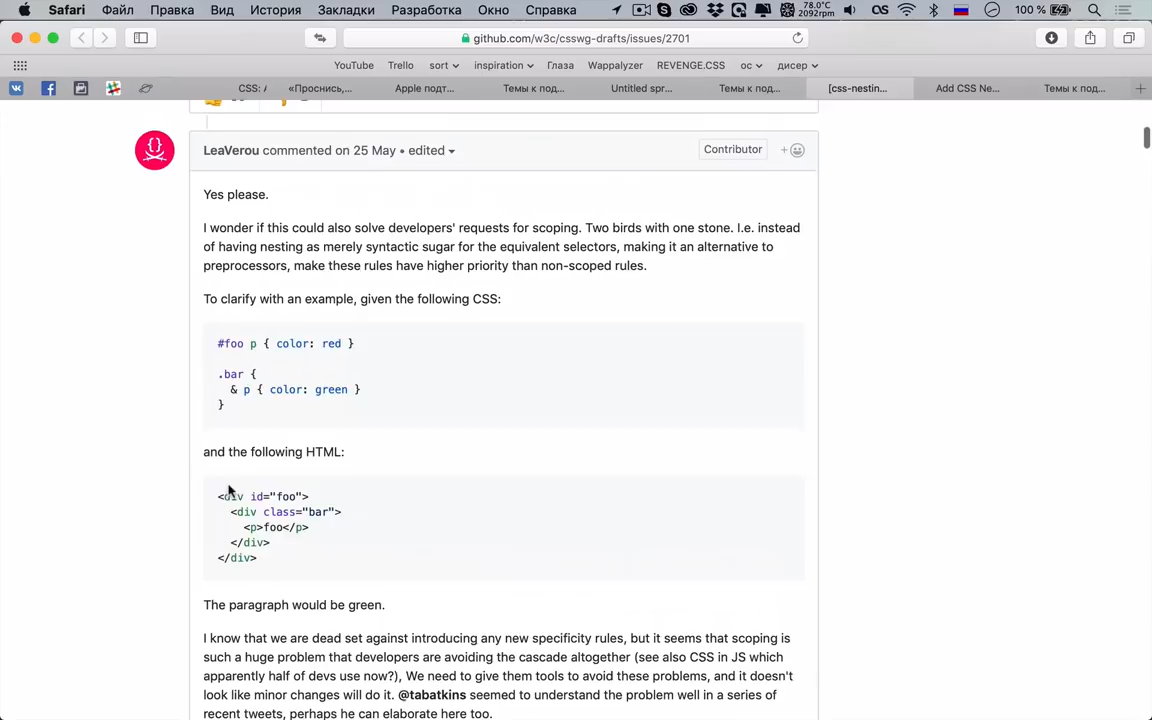 Safari Файл Правка Вид История Закладки Разработка Окно Справка 78.0°C 2092rpm 100 %
github.com/w3c/csswg-drafts/issues/2701
YouTube Trello sort inspiration Глаза Wappalyzer REVENGE.CSS ос дисер
CSS: «Проснись,... Apple подт... Темы к под... Untitled spr... Темы к под... [css-nestin... Add CSS Ne... Темы к под...
LeaVerou commented on 25 May • edited Contributor
Yes please.
I wonder if this could also solve developers' requests for scoping. Two birds with one stone. I.e. instead
of having nesting as merely syntactic sugar for the equivalent selectors, making it an alternative to
preprocessors, make these rules have higher priority than non-scoped rules.
To clarify with an example, given the following CSS:
#foo p { color: red }
.bar {
& p { color: green }
}
and the following HTML:
<div id="foo">
<div class="bar">
<p>foo</p>
</div>
</div>
The paragraph would be green.
I know that we are dead set against introducing any new specificity rules, but it seems that scoping is
such a huge problem that developers are avoiding the cascade altogether (see also CSS in JS which
apparently half of devs use now?), We need to give them tools to avoid these problems, and it doesn't
look like minor changes will do it. @tabatkins seemed to understand the problem well in a series of
recent tweets, perhaps he can elaborate here too.